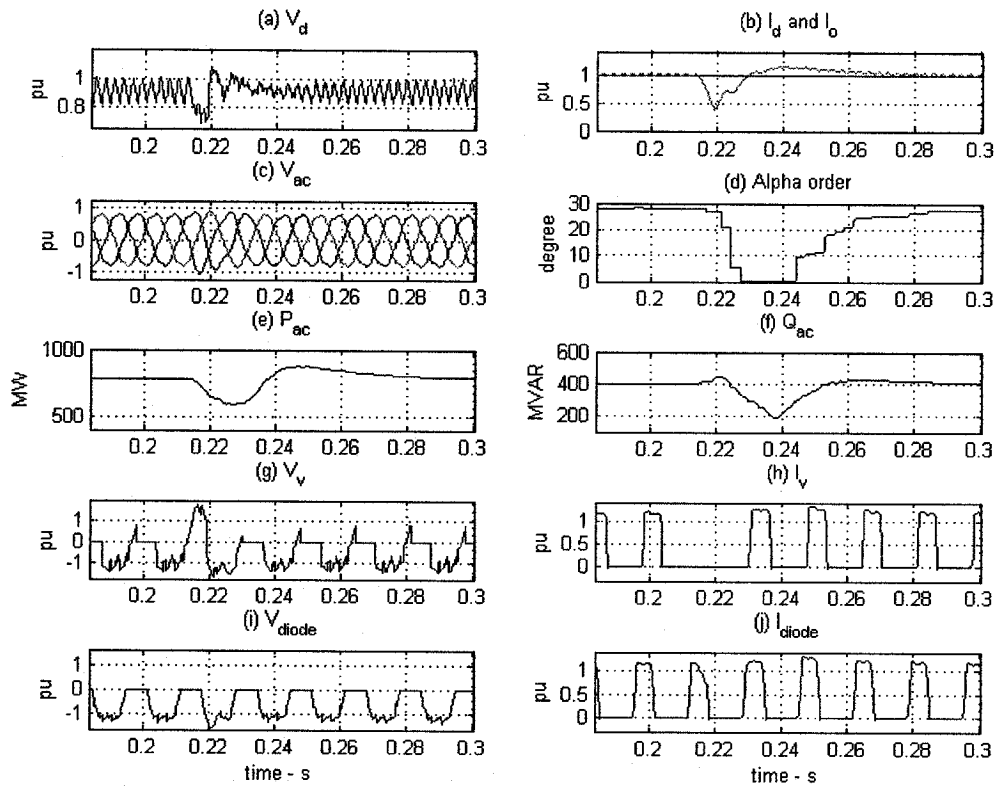 (a) V_d
pu
1
0.8
0.2 0.22 0.24 0.26 0.28 0.3
(b) I_d and I_o
pu
1
0.5
0
0.2 0.22 0.24 0.26 0.28 0.3
(c) V_ac
pu
1
0
-1
0.2 0.22 0.24 0.26 0.28 0.3
(d) Alpha order
degree
30
20
10
0
0.2 0.22 0.24 0.26 0.28 0.3
(e) P_ac
MW
1000
500
0.2 0.22 0.24 0.26 0.28 0.3
(f) Q_ac
MVAR
600
400
200
0.2 0.22 0.24 0.26 0.28 0.3
(g) V_v
pu
1
0
-1
0.2 0.22 0.24 0.26 0.28 0.3
(h) I_v
pu
1
0.5
0
0.2 0.22 0.24 0.26 0.28 0.3
(i) V_diode
pu
1
0
-1
0.2 0.22 0.24 0.26 0.28 0.3
time - s
(j) I_diode
pu
1
0.5
0
0.2 0.22 0.24 0.26 0.28 0.3
time - s